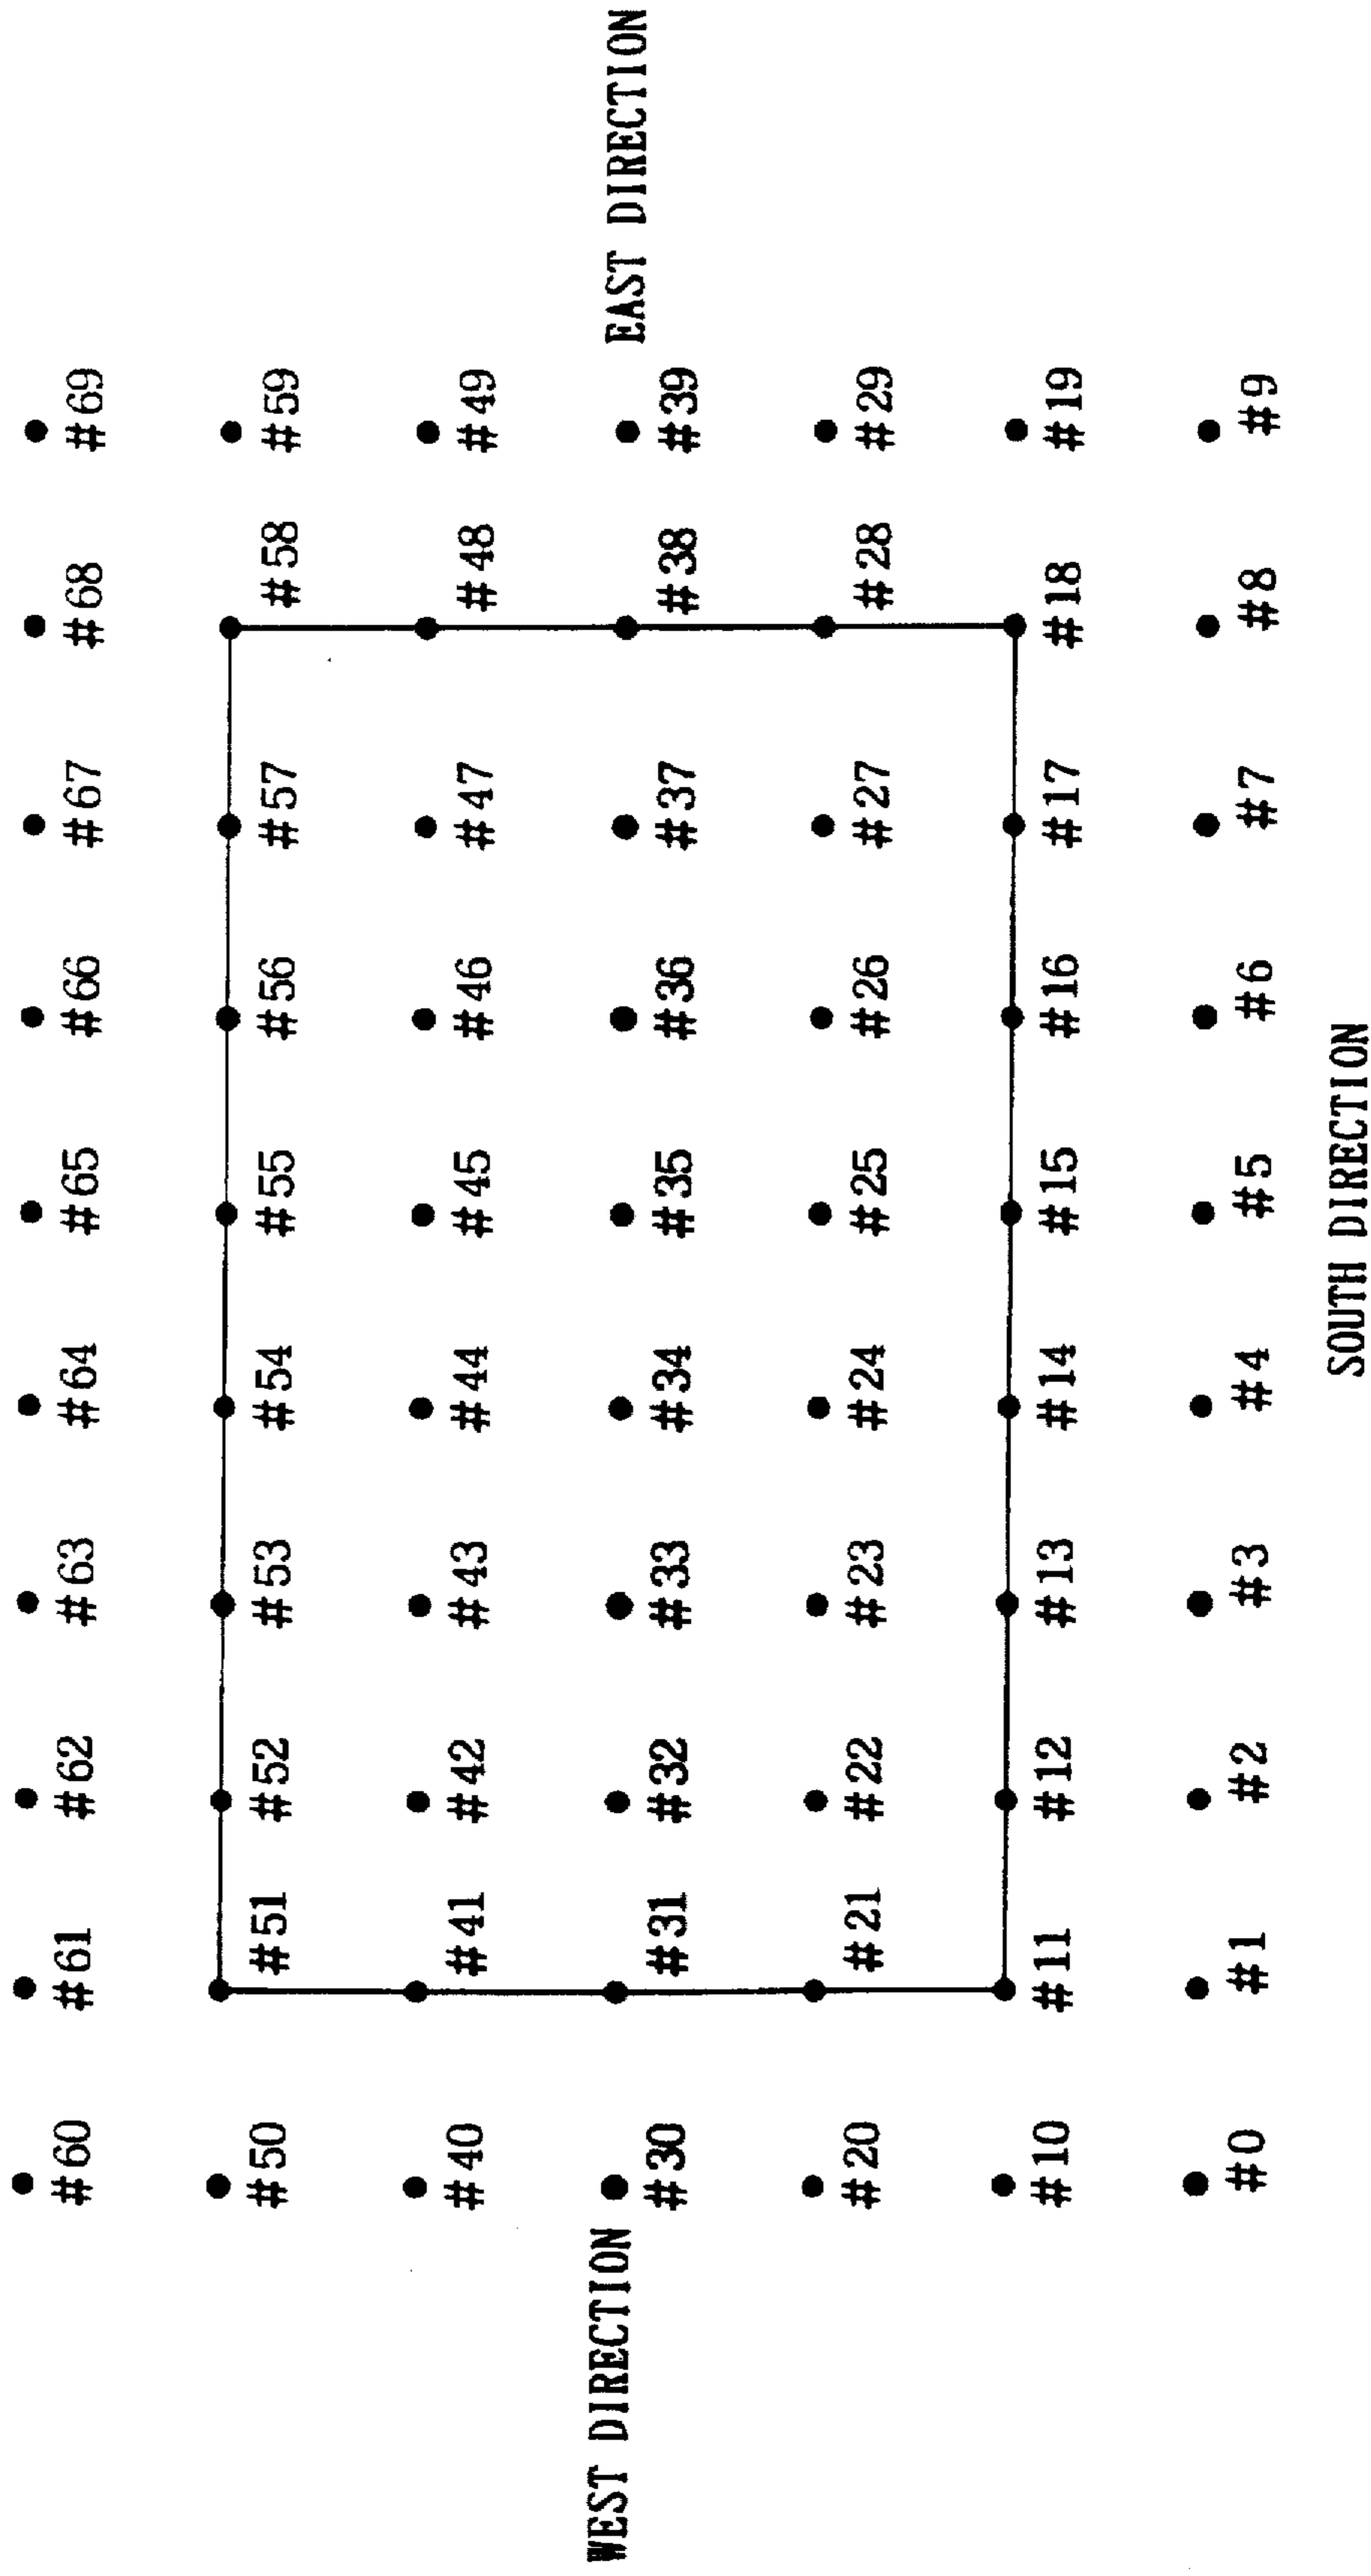 #60 #61 #62 #63 #64 #65 #66 #67 #68 #69
#50 #51 #52 #53 #54 #55 #56 #57 #58 #59
#40 #41 #42 #43 #44 #45 #46 #47 #48 #49
WEST DIRECTION
#30 #31 #32 #33 #34 #35 #36 #37 #38 #39
EAST DIRECTION
#20 #21 #22 #23 #24 #25 #26 #27 #28 #29
#10 #11 #12 #13 #14 #15 #16 #17 #18 #19
#0 #1 #2 #3 #4 #5 #6 #7 #8 #9
SOUTH DIRECTION